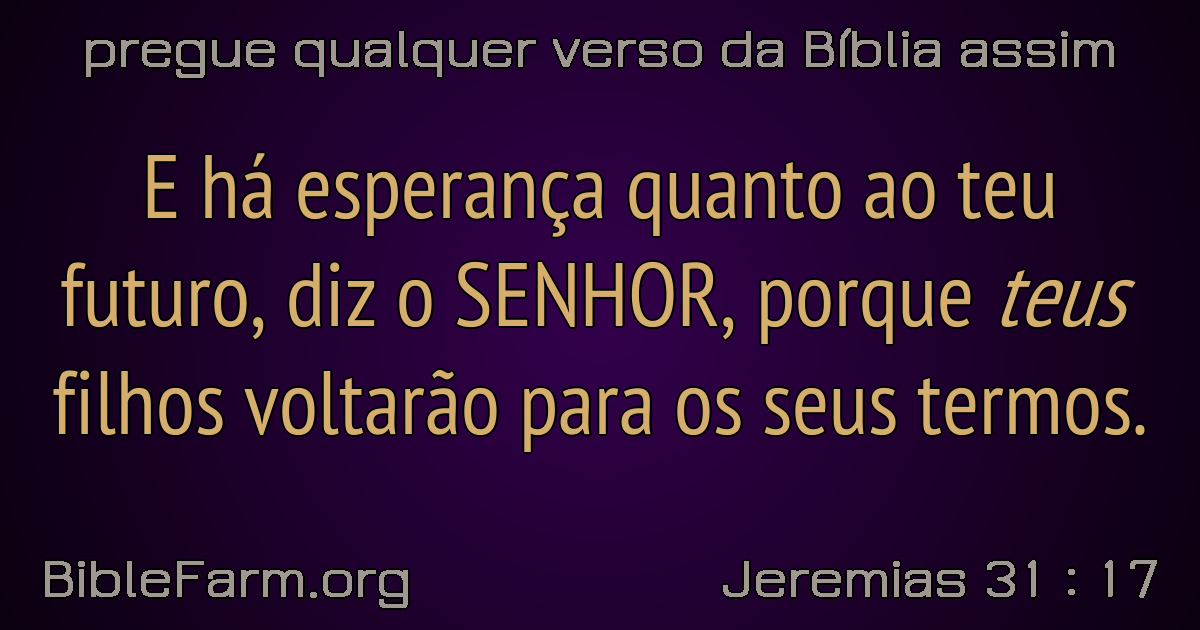 pregue qualquer verso da Bíblia assim
E há esperança quanto ao teu
futuro, diz o SENHOR, porque teus
filhos voltarão para os seus termos.
BibleFarm.org
Jeremias 31 : 17